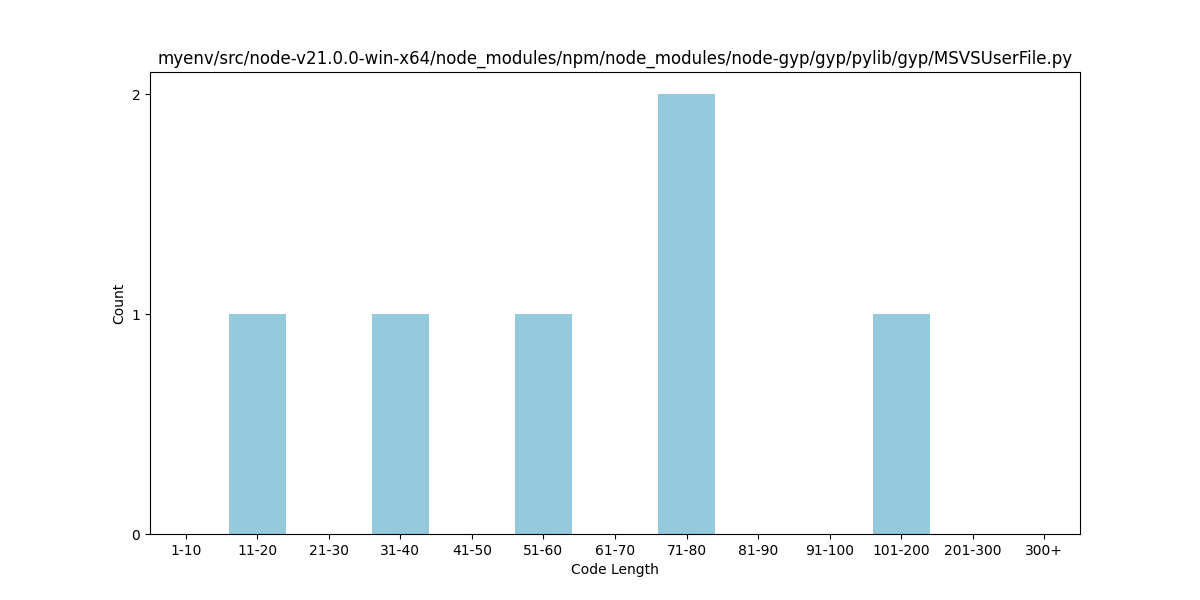 myenv/src/node-v21.0.0-win-x64/node_modules/npm/node_modules/node-gyp/gyp/pylib/gyp/MSVSUserFile.py
2
1
0
Count
1-10 11-20 21-30 31-40 41-50 51-60 61-70 71-80 81-90 91-100 101-200 201-300 300+
Code Length